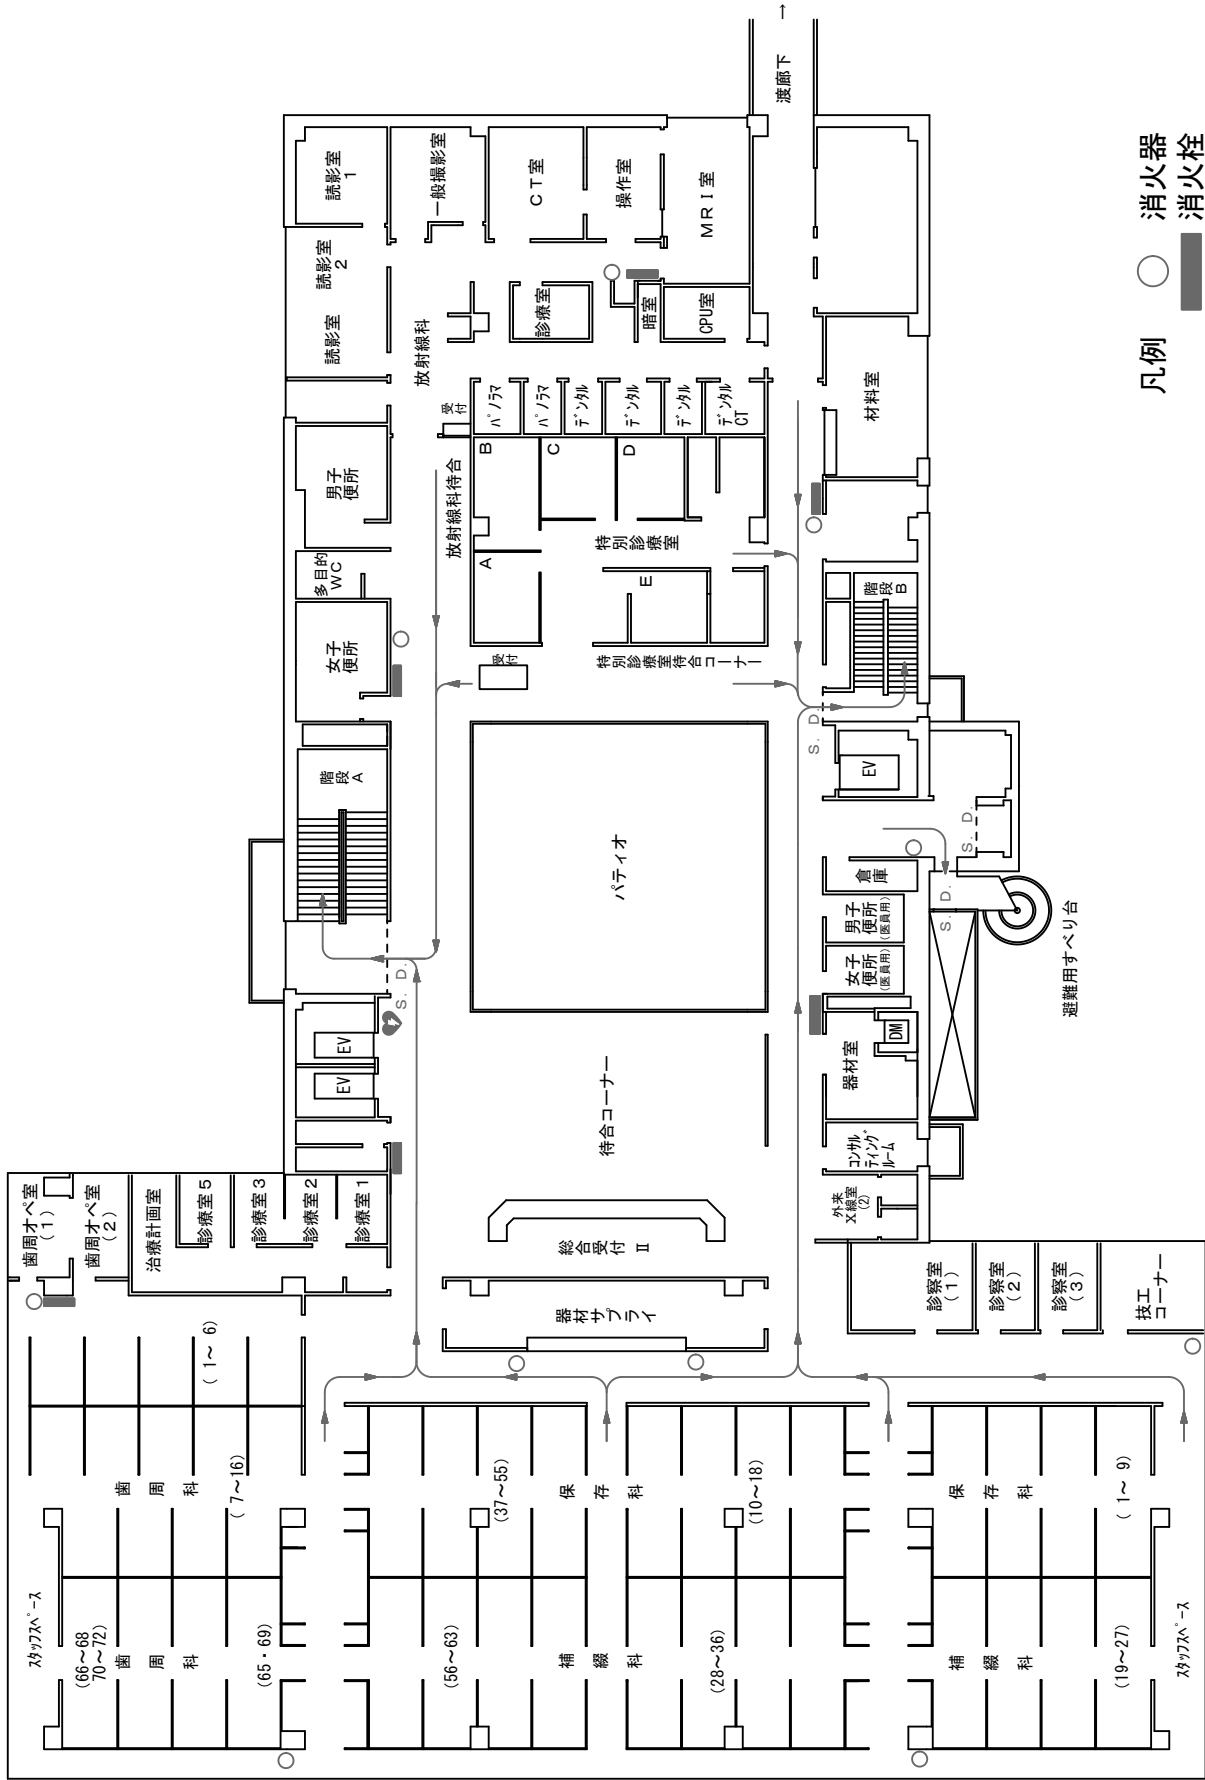 渡廊下 →
読影室
1
一般撮影室
CT室
操作室
MRI室
読影室
2
読影室
放射線科
診療室
暗室
CPU室
受付
パノラマ
パノラマ
デンタル
デンタル
デンタル
デンタル
CT
材料室
男子
便所
放射線科待合
B
C
D
特別診療室
A
E
多目的
WC
女子
便所
受付
特別診療室待合コーナー
階段
B
階段
A
S. D.
EV
パティオ
S. D.
倉庫
男子
便所
(医員用)
女子
便所
(医員用)
S. D.
避難用すべり台
S. D.
EV
EV
待合コーナー
器材室
DM
コンサル
ティング
ルーム
外来
X線室
(2)
歯周オペ室
(1)
歯周オペ室
(2)
治療計画室
診療室5
診療室3
診療室2
診療室1
総合受付 Ⅱ
器材サプライ
診察室
(1)
診察室
(2)
診察室
(3)
技工
コーナー
(1～6)
歯周科
(7～16)
(37～55)
保存科
(10～18)
保存科
(1～9)
スタッフスペース
(66～68
70～72)
歯周科
(65・69)
(56～63)
補綴科
(28～36)
補綴科
(19～27)
スタッフスペース
凡例
消火器
消火栓